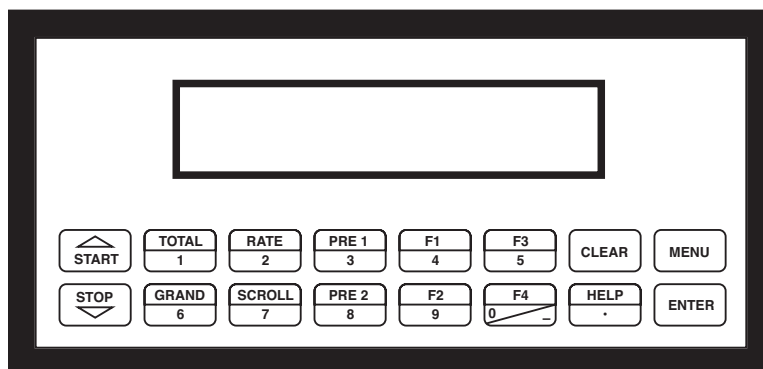 TOTAL RATE PRE 1 F1 F3 CLEAR MENU
START 1 2 3 4 5
STOP GRAND SCROLL PRE 2 F2 F4 HELP ENTER
6 7 8 9 0 – .